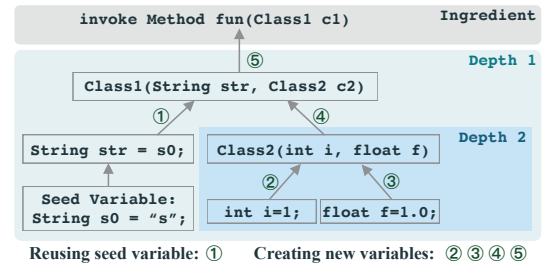 invoke Method fun(Class1 c1)
Ingredient
⑤
Depth 1
Class1(String str, Class2 c2)
① ④
String str = s0;
Class2(int i, float f)
Depth 2
② ③
Seed Variable:
String s0 = “s”;
int i=1;
float f=1.0;
Reusing seed variable: ① Creating new variables: ② ③ ④ ⑤